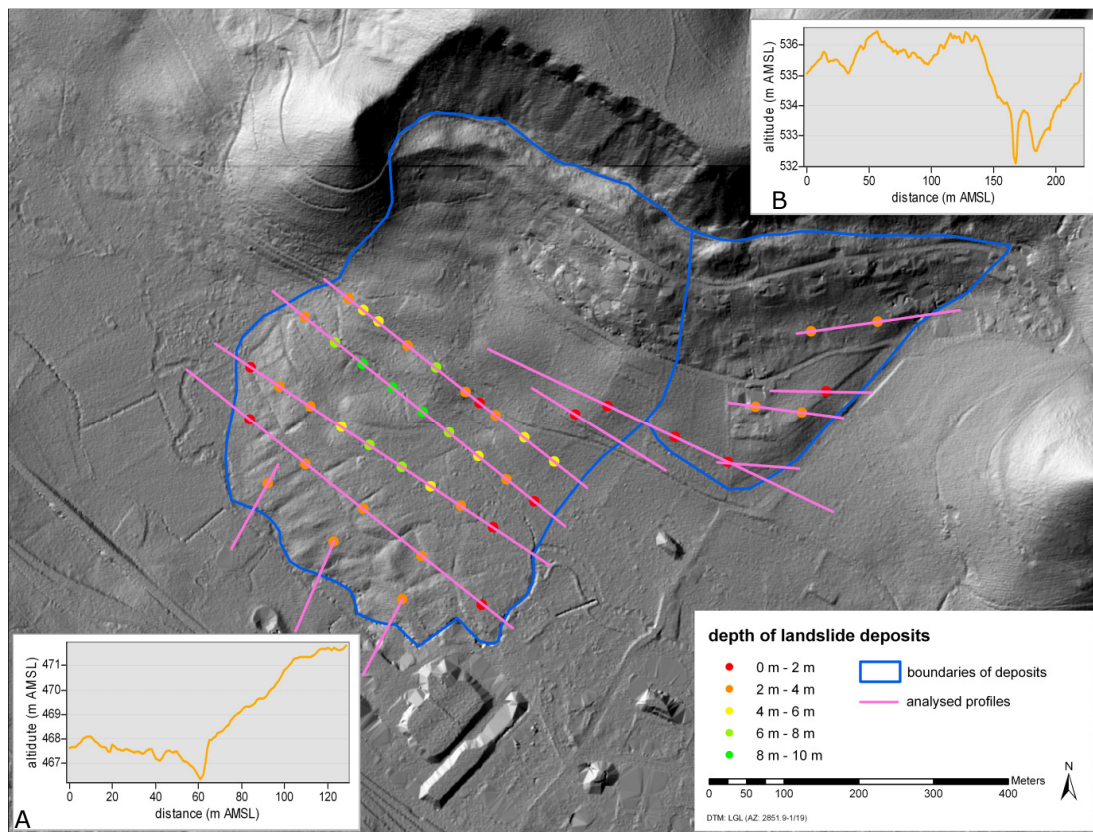 536
535
534
533
532
altitude (m AMSL)
0
50
100
150
200
distance (m AMSL)
B
471
470
469
468
467
altidute (m AMSL)
0
20
40
60
80
100
120
distance (m AMSL)
A
depth of landslide deposits
0 m - 2 m
2 m - 4 m
4 m - 6 m
6 m - 8 m
8 m - 10 m
boundaries of deposits
analysed profiles
N
Meters
0 50 100 200 300 400
DTM: LGL (AZ: 2851.9-1/19)